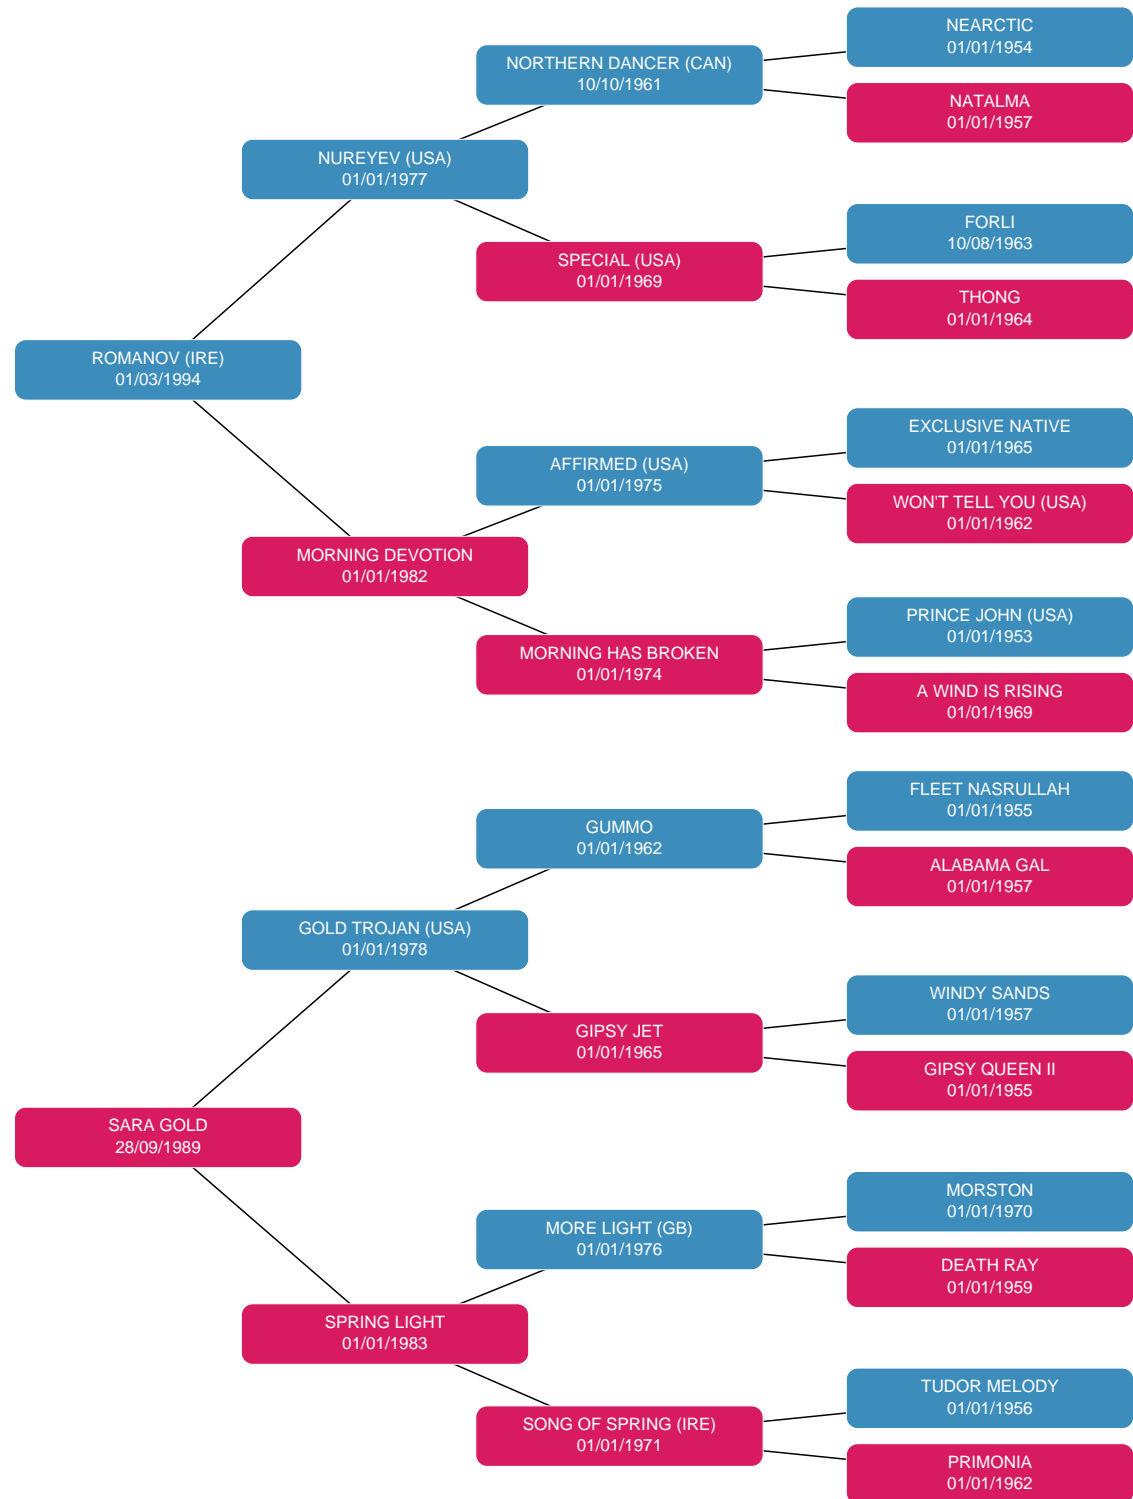 NEARCTIC
01/01/1954
NORTHERN DANCER (CAN)
10/10/1961
NATALMA
01/01/1957
NUREYEV (USA)
01/01/1977
FORLI
10/08/1963
SPECIAL (USA)
01/01/1969
THONG
01/01/1964
ROMANOV (IRE)
01/03/1994
EXCLUSIVE NATIVE
01/01/1965
AFFIRMED (USA)
01/01/1975
WON'T TELL YOU (USA)
01/01/1962
MORNING DEVOTION
01/01/1982
PRINCE JOHN (USA)
01/01/1953
MORNING HAS BROKEN
01/01/1974
A WIND IS RISING
01/01/1969
FLEET NASRULLAH
01/01/1955
GUMMO
01/01/1962
ALABAMA GAL
01/01/1957
GOLD TROJAN (USA)
01/01/1978
WINDY SANDS
01/01/1957
GIPSY JET
01/01/1965
GIPSY QUEEN II
01/01/1955
SARA GOLD
28/09/1989
MORSTON
01/01/1970
MORE LIGHT (GB)
01/01/1976
DEATH RAY
01/01/1959
SPRING LIGHT
01/01/1983
TUDOR MELODY
01/01/1956
SONG OF SPRING (IRE)
01/01/1971
PRIMONIA
01/01/1962